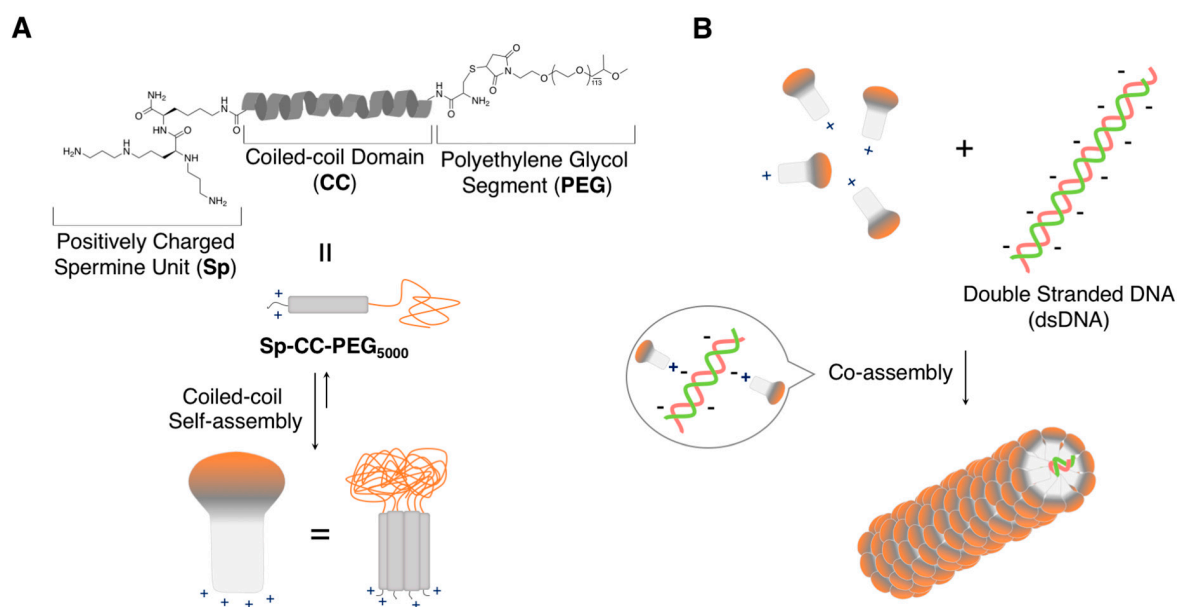 A
B
NH2
O
N
H
O
HN
O
H2N
N
H
NH
NH2
O
H
N
O
NH2
S
O
N
O
O
O
113
O
Coiled-coil Domain
(CC)
Polyethylene Glycol
Segment (PEG)
Positively Charged
Spermine Unit (Sp)
=
+
+
Sp-CC-PEG5000
Coiled-coil
Self-assembly
=
+ + + +
+ + + + +
+ + + +
+
- - - - - - - - -
Double Stranded DNA
(dsDNA)
Co-assembly
+ - - - - +